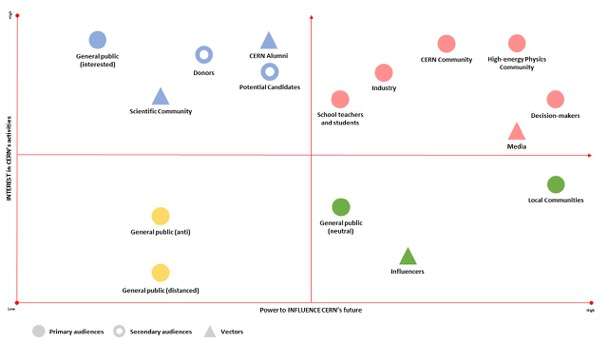 High
General public
(interested)
Donors
CERN Alumni
Potential Candidates
Scientific Community
CERN Community
High-energy Physics
Community
Industry
School teachers
and students
Decision-makers
Media
INTEREST in CERN's activities
Local Communities
General public (anti)
General public
(neutral)
Influencers
General public (distanced)
Low
Power to INFLUENCE CERN's future
High
Primary audiences
Secondary audiences
Vectors